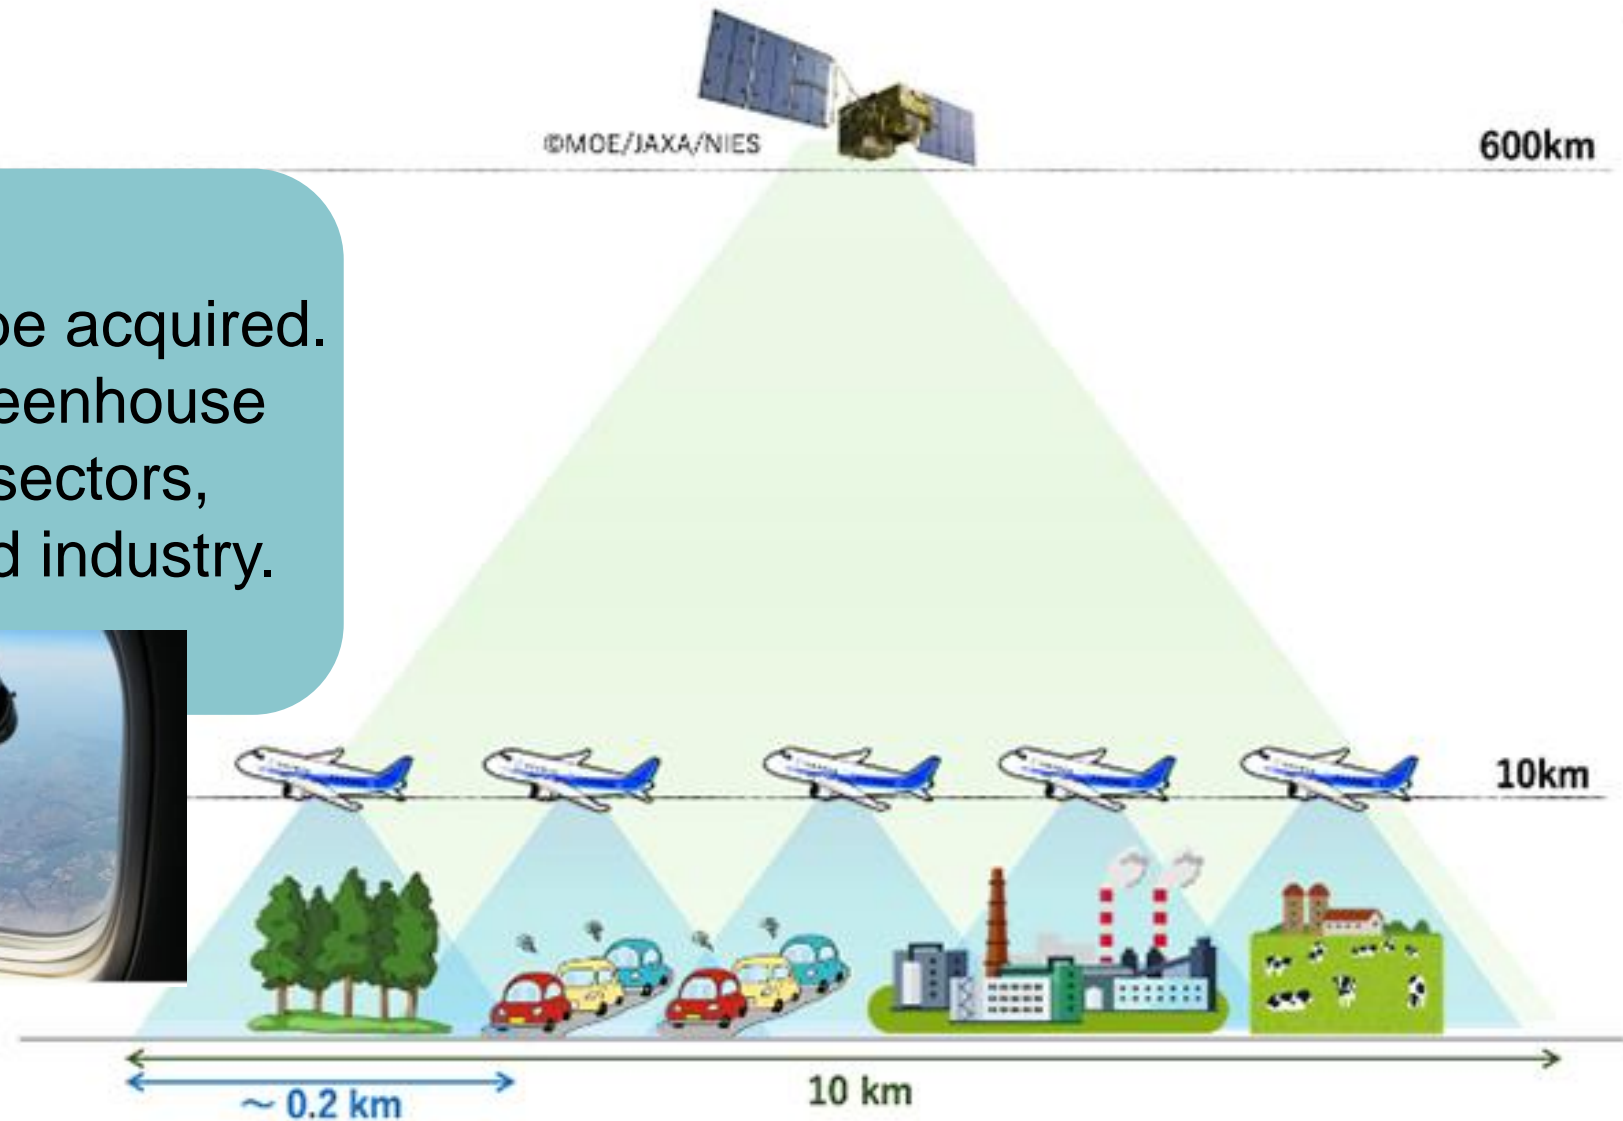 ©MOE/JAXA/NIES
600km
be acquired.
eenhouse
sectors,
d industry.
10km
10 km
～ 0.2 km